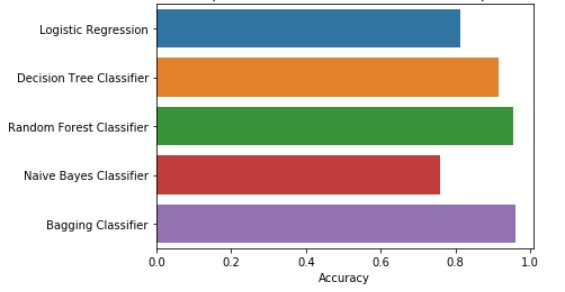 Logistic Regression
Decision Tree Classifier
Random Forest Classifier
Naive Bayes Classifier
Bagging Classifier
0.0 0.2 0.4 0.6 0.8 1.0
Accuracy